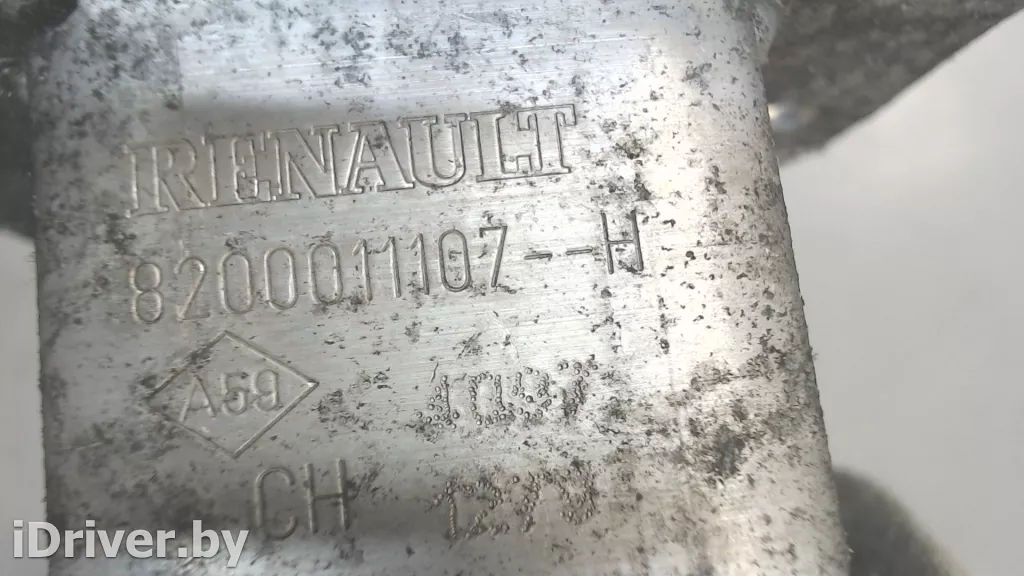 RENAULT
8200011107--H
A59
CH
iDriver.by